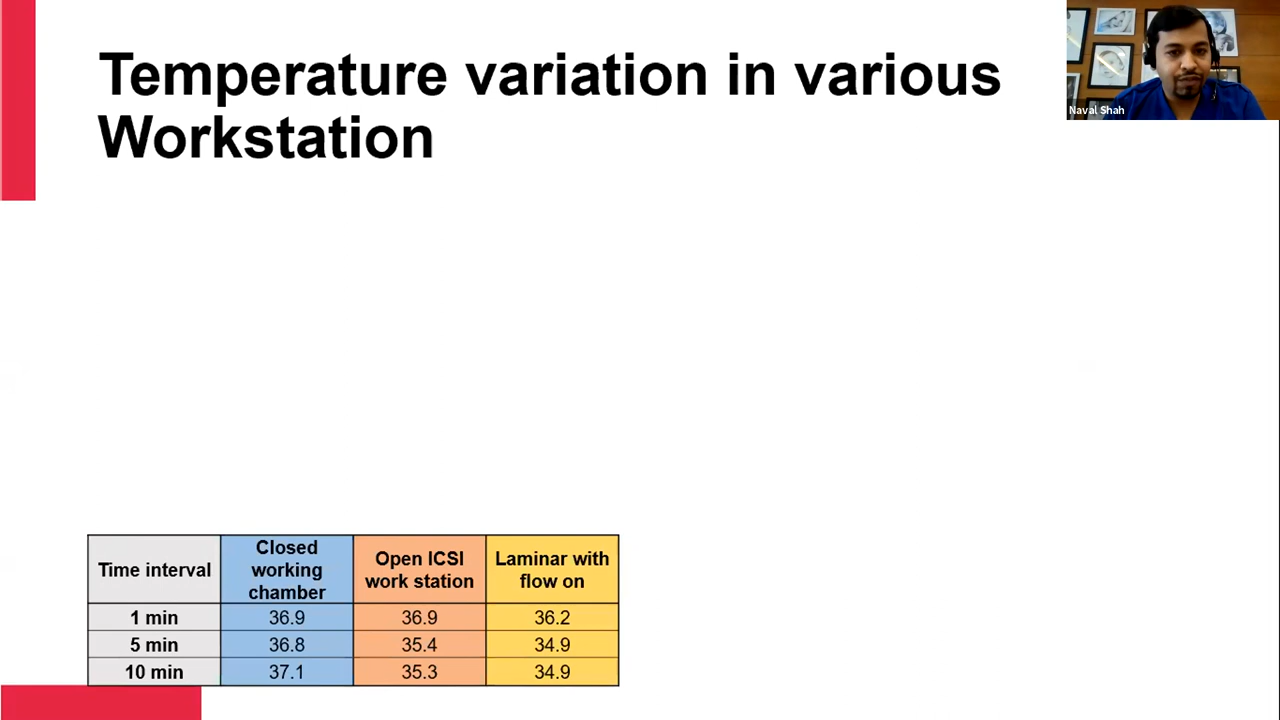 Temperature variation in various
Workstation
Naval Shah
Time interval
Closed
working
chamber
Open ICSI
work station
Laminar with
flow on
1 min 36.9 36.9 36.2
5 min 36.8 35.4 34.9
10 min 37.1 35.3 34.9